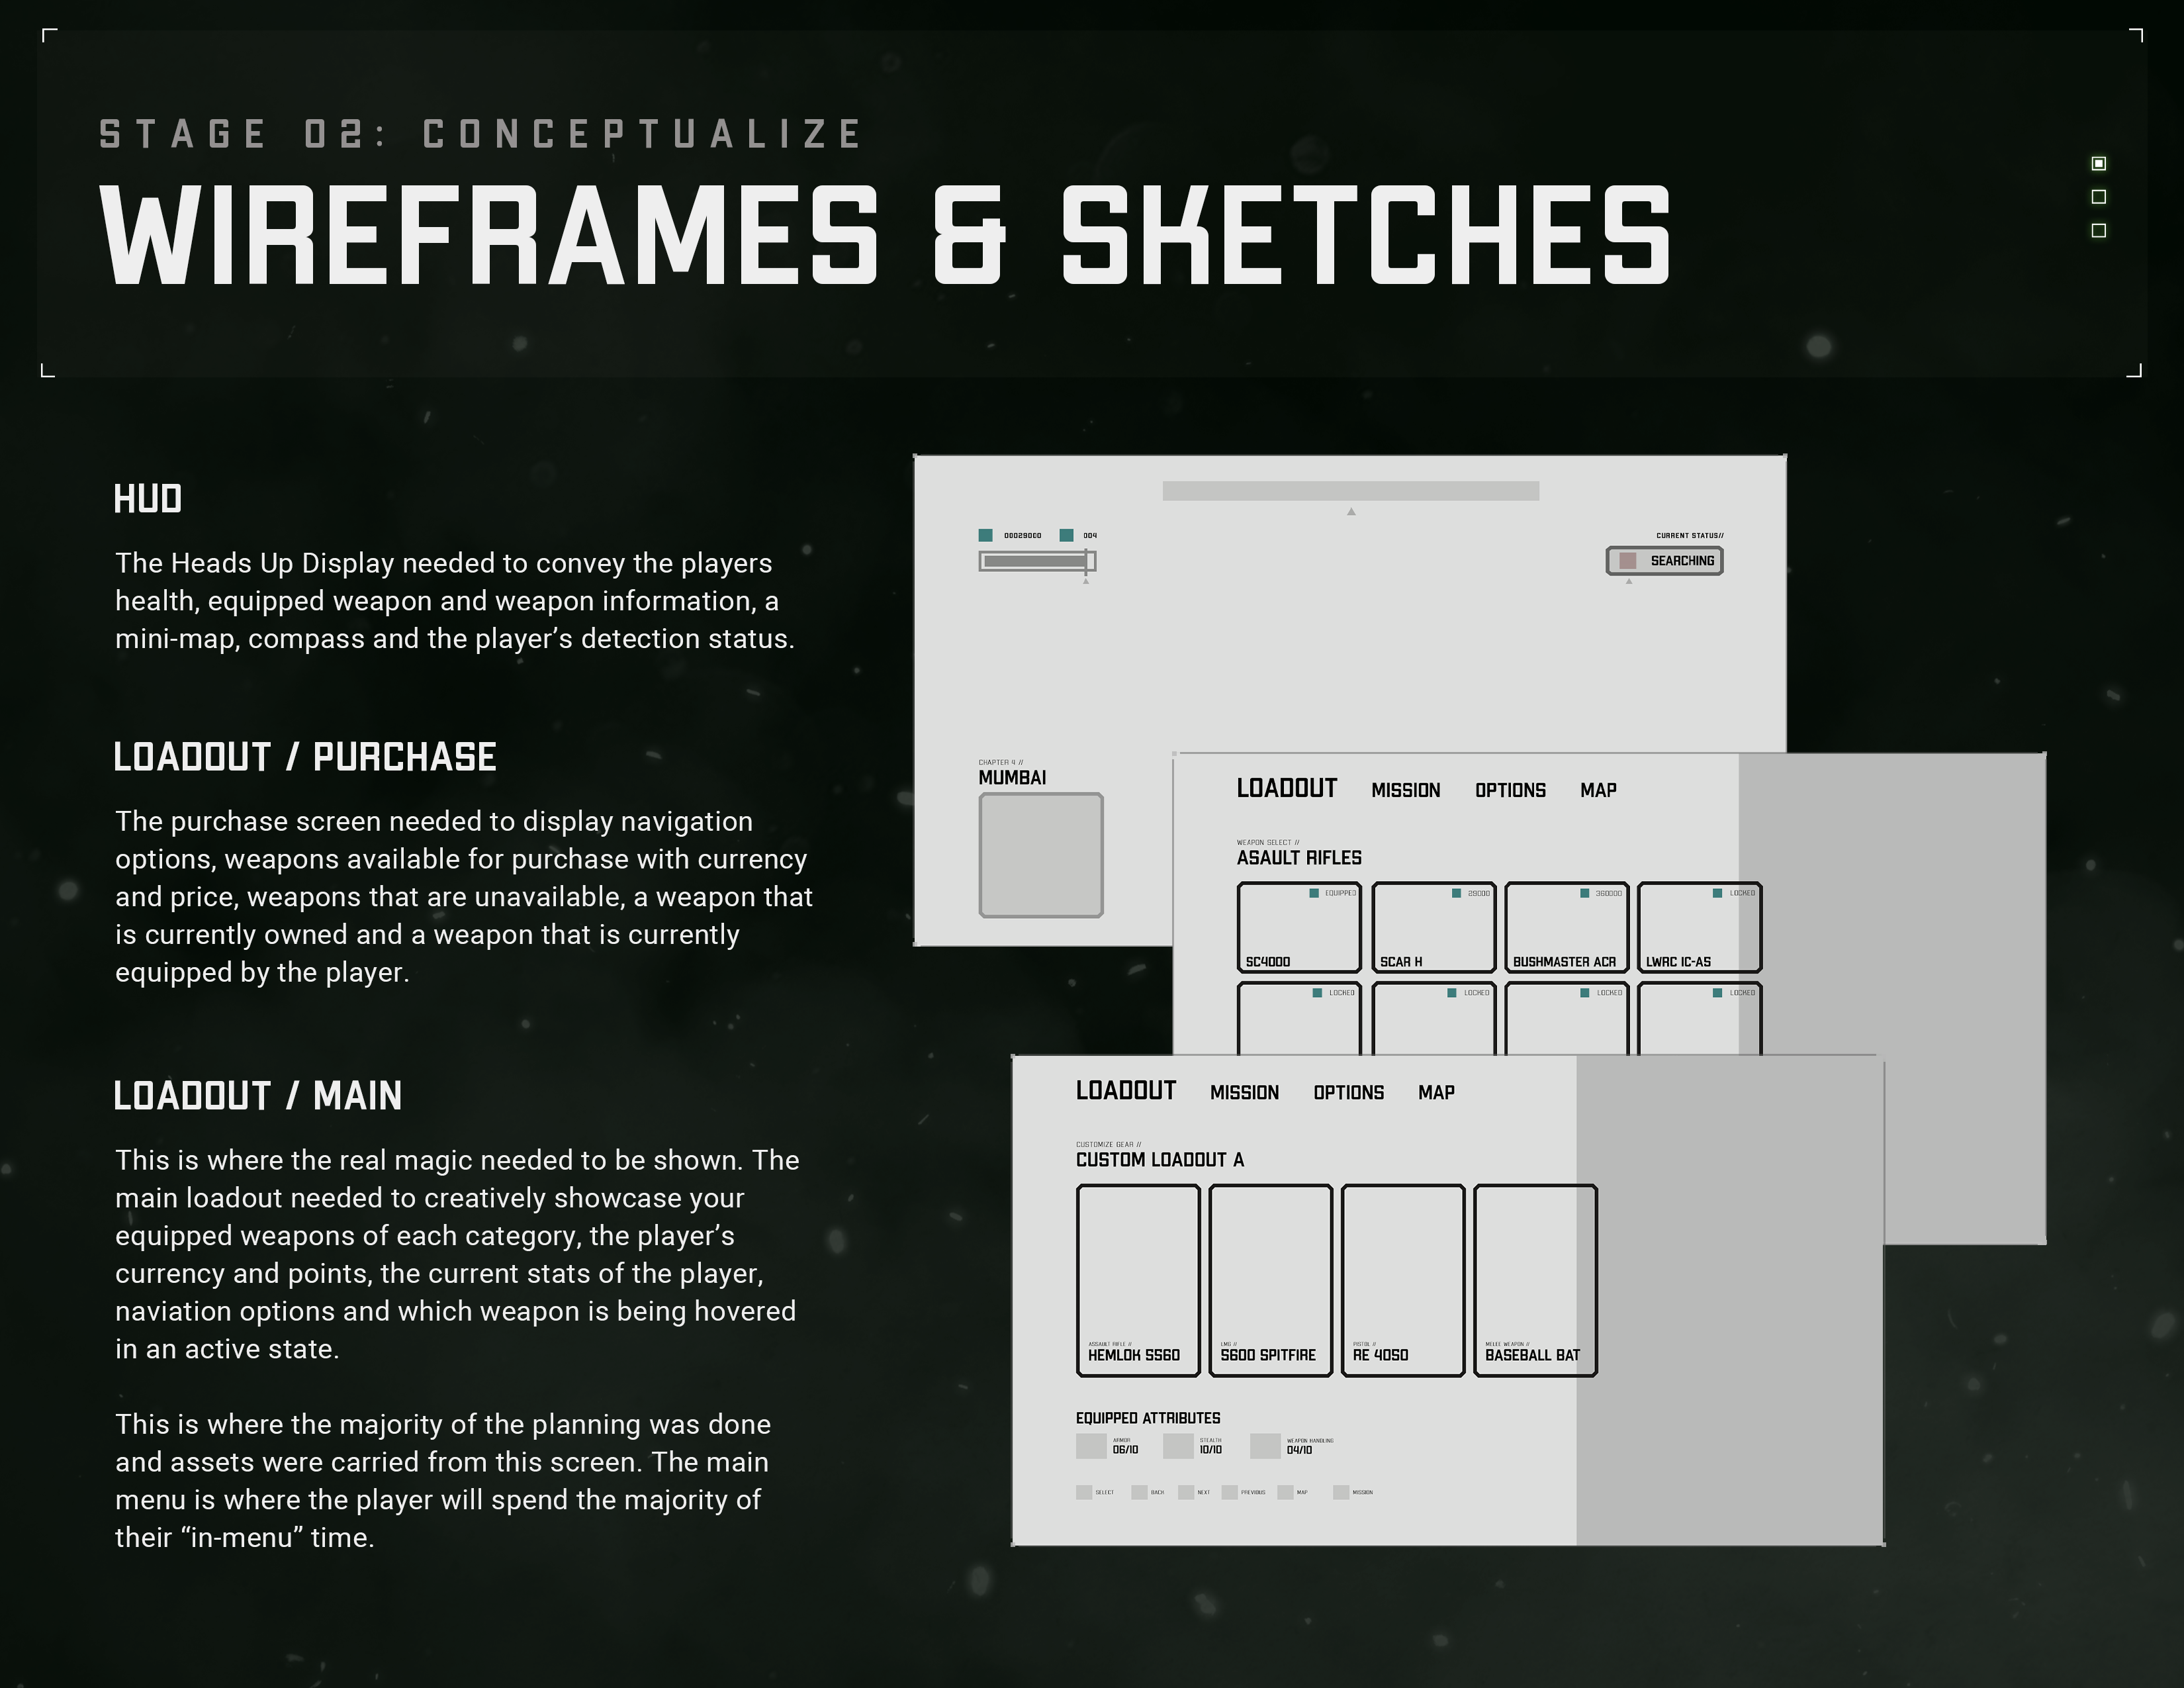 STAGE 02: CONCEPTUALIZE
WIREFRAMES & SKETCHES
HUD
The Heads Up Display needed to convey the players
health, equipped weapon and weapon information, a
mini-map, compass and the player’s detection status.
LOADOUT / PURCHASE
The purchase screen needed to display navigation
options, weapons available for purchase with currency
and price, weapons that are unavailable, a weapon that
is currently owned and a weapon that is currently
equipped by the player.
LOADOUT / MAIN
This is where the real magic needed to be shown. The
main loadout needed to creatively showcase your
equipped weapons of each category, the player’s
currency and points, the current stats of the player,
naviation options and which weapon is being hovered
in an active state.
This is where the majority of the planning was done
and assets were carried from this screen. The main
menu is where the player will spend the majority of
their “in-menu” time.
00029000 004
CURRENT STATUS//
SEARCHING
CHAPTER 4 //
MUMBAI
LOADOUT MISSION OPTIONS MAP
WEAPON SELECT //
ASAULT RIFLES
EQUIPPED 29000 360000 LOCKED
SC4000 SCAR H BUSHMASTER ACR LWRC IC-A5
LOCKED LOCKED LOCKED LOCKED
LOADOUT MISSION OPTIONS MAP
CUSTOMIZE GEAR //
CUSTOM LOADOUT A
ASSAULT RIFLE // LMG // PISTOL // MELEE WEAPON //
HEMLOK 5560 5600 SPITFIRE RE 4050 BASEBALL BAT
EQUIPPED ATTRIBUTES
ARMOR STEALTH WEAPON HANDLING
06/10 10/10 04/10
SELECT BACK NEXT PREVIOUS MAP MISSION